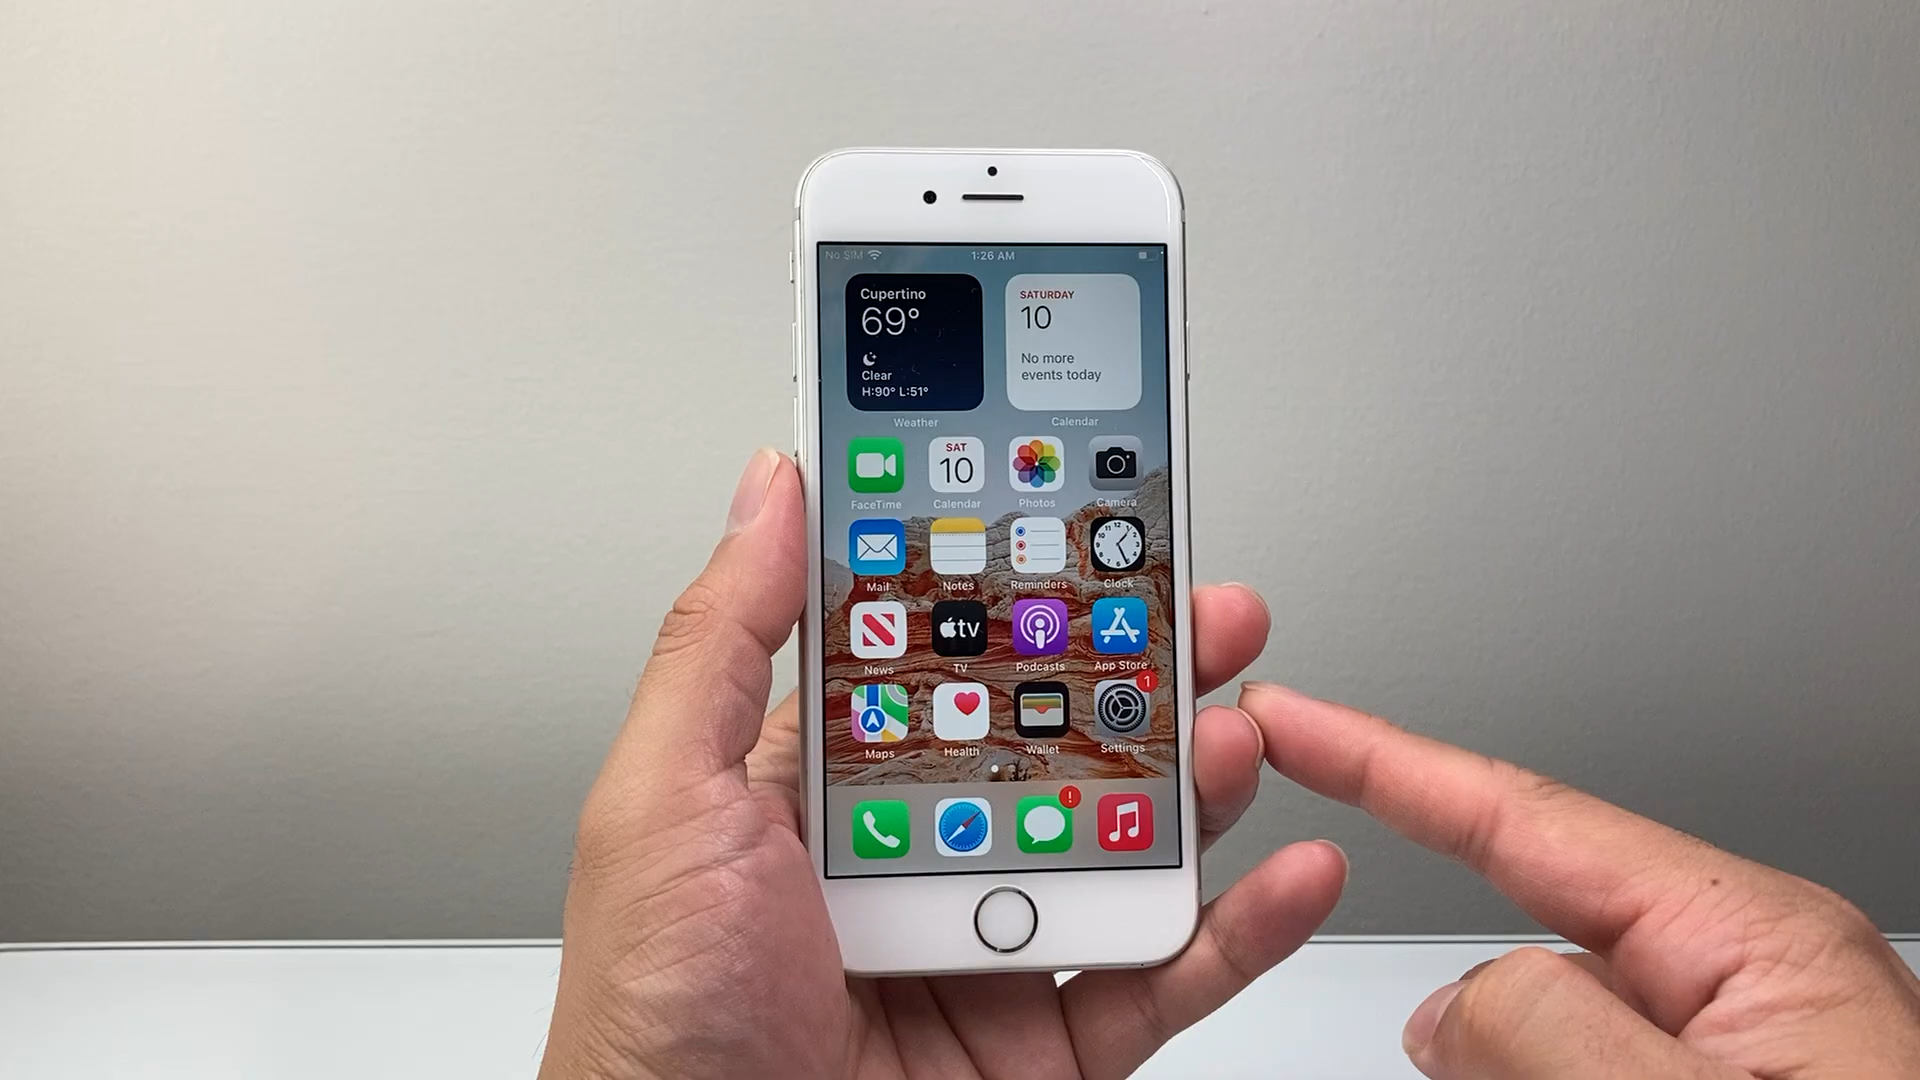 No SIM 1:26 AM
Cupertino
69°
Clear
H:90° L:51°
Weather
SATURDAY
10
No more
events today
Calendar
SAT
10
FaceTime Calendar Photos Camera
Mail Notes Reminders Clock
tv
News TV Podcasts App Store
1
Maps Health Wallet Settings
!